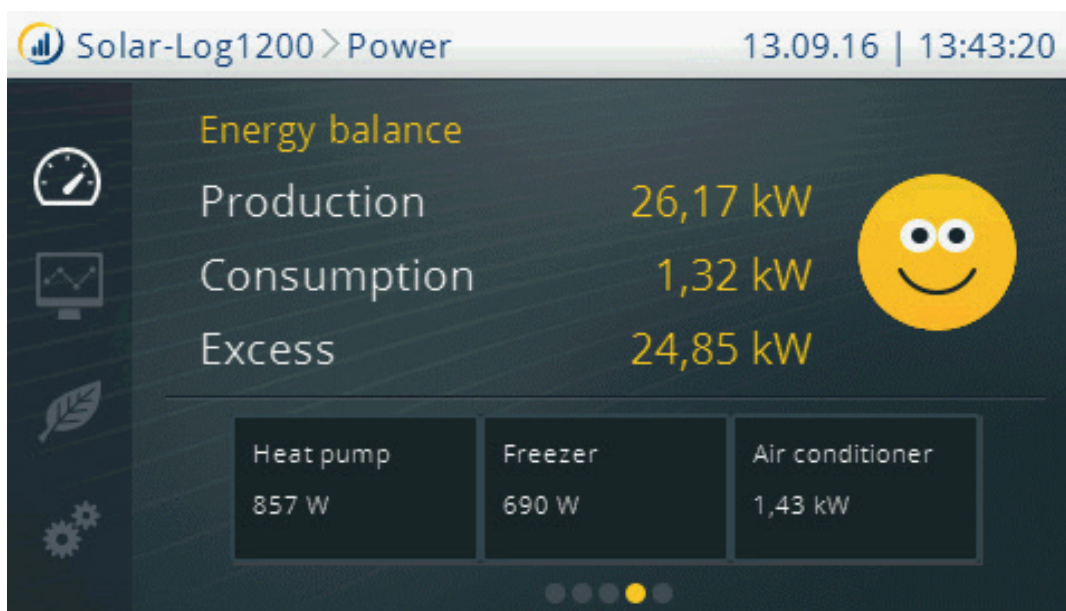 Solar-Log1200 > Power 13.09.16 | 13:43:20
Energy balance
Production 26,17 kW
Consumption 1,32 kW
Excess 24,85 kW
Heat pump Freezer Air conditioner
857 W 690 W 1,43 kW